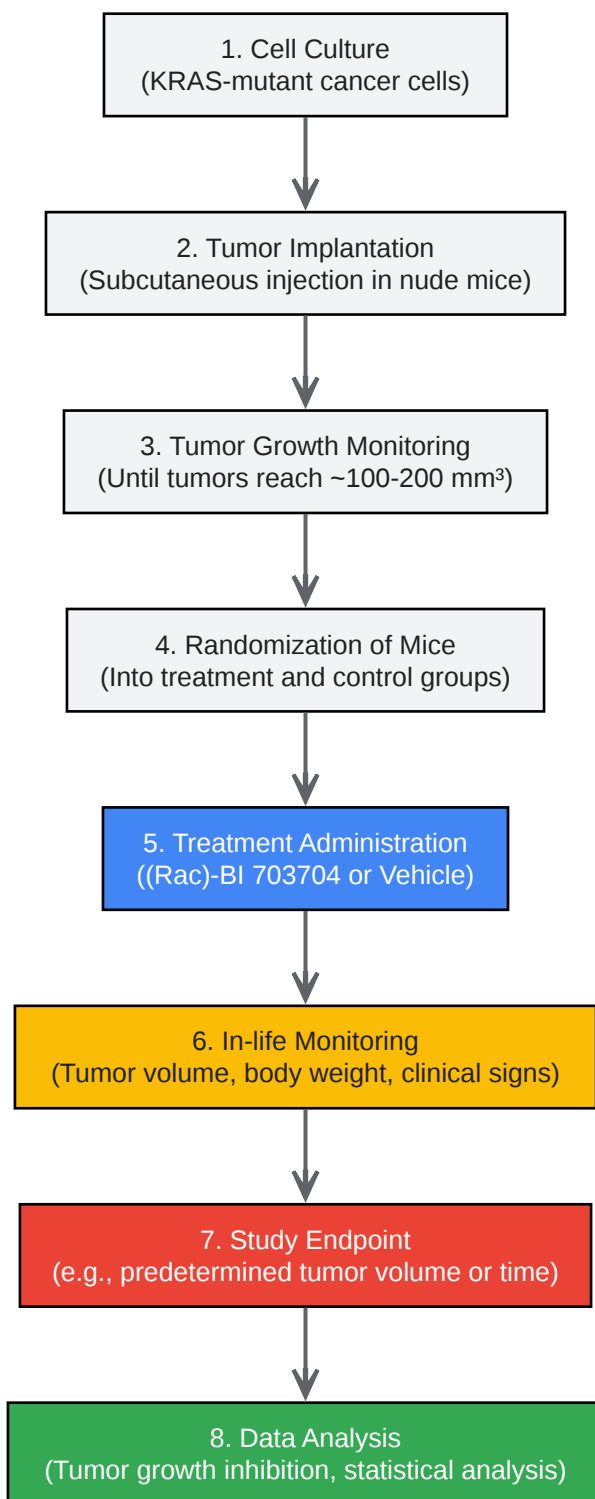 1. Cell Culture
(KRAS-mutant cancer cells)
2. Tumor Implantation
(Subcutaneous injection in nude mice)
3. Tumor Growth Monitoring
(Until tumors reach ~100-200 mm³)
4. Randomization of Mice
(Into treatment and control groups)
5. Treatment Administration
((Rac)-BI 703704 or Vehicle)
6. In-life Monitoring
(Tumor volume, body weight, clinical signs)
7. Study Endpoint
(e.g., predetermined tumor volume or time)
8. Data Analysis
(Tumor growth inhibition, statistical analysis)